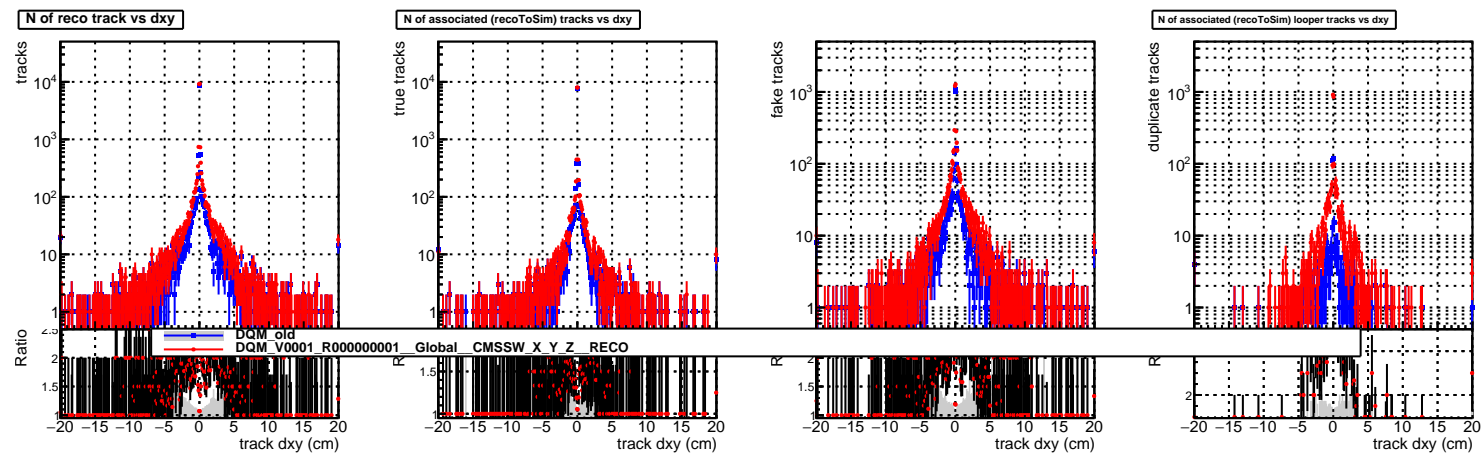 N of reco track vs dxy
tracks
10^4
10^3
10^2
10
1
Ratio
2.5
2
1.5
1
−20 −15 −10 −5 0 5 10 15 20
track dxy (cm)
N of associated (recoToSim) tracks vs dxy
true tracks
10^4
10^3
10^2
10
1
1.5
1
−20 −15 −10 −5 0 5 10 15 20
track dxy (cm)
fake tracks
10^3
10^2
10
1
2
1.5
1
−20 −15 −10 −5 0 5 10 15 20
track dxy (cm)
N of associated (recoToSim) looper tracks vs dxy
duplicate tracks
10^3
10^2
10
1
2
−20 −15 −10 −5 0 5 10 15 20
track dxy (cm)
DQM_old
DQM_V0001_R000000001__Global__CMSSW_X_Y_Z__RECO